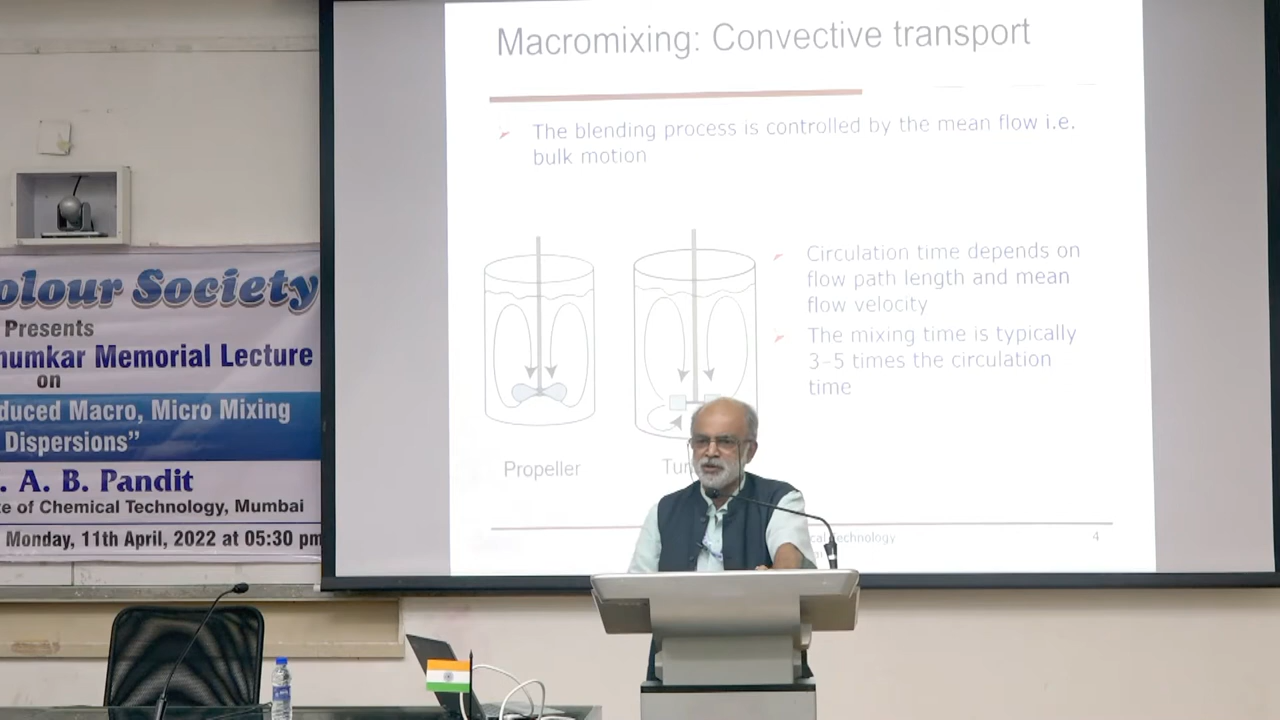 Macromixing: Convective transport
The blending process is controlled by the mean flow i.e.
bulk motion
Circulation time depends on
flow path length and mean
flow velocity
The mixing time is typically
3–5 times the circulation
time
Propeller
4
olour Society
Presents
umkar Memorial Lecture
on
duced Macro, Micro Mixing
Dispersions”
. A. B. Pandit
te of Chemical Technology, Mumbai
Monday, 11th April, 2022 at 05:30 pm